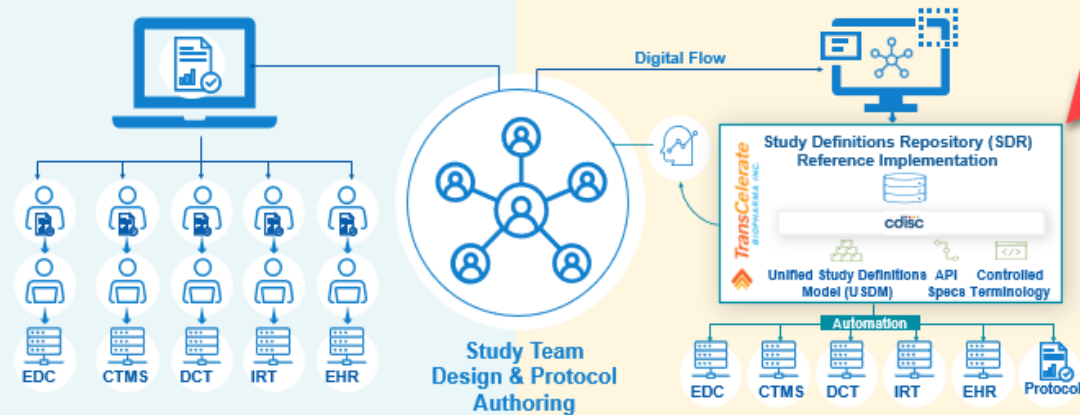 Digital Flow
Study Definitions Repository (SDR)
Reference Implementation
TransCelerate
BIOPHARMA INC.
cdisc
Unified Study Definitions
Model (USDM)
API
Specs
Controlled
Terminology
Automation
EDC
CTMS
DCT
IRT
EHR
Study Team
Design & Protocol
Authoring
EDC
CTMS
DCT
IRT
EHR
Protocol